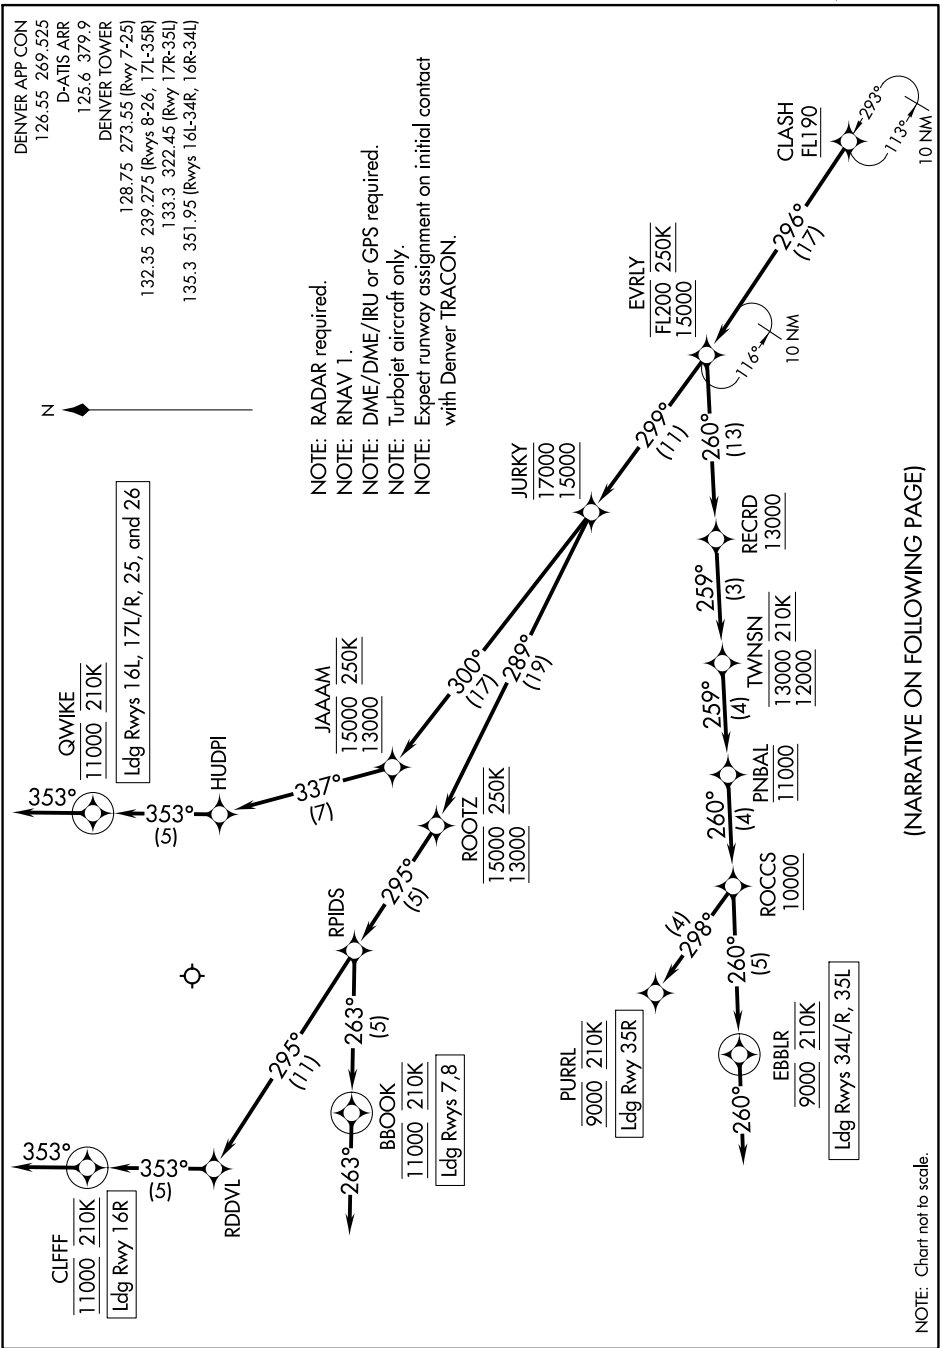 DENVER APP CON
126.55 269.525
D-ATIS ARR
125.6 379.9
DENVER TOWER
128.75 273.55 (Rwy 7-25)
132.35 239.275 (Rwys 8-26, 17L-35R)
133.3 322.45 (Rwy 17R-35L)
135.3 351.95 (Rwys 16L-34R, 16R-34L)
N
NOTE: RADAR required.
NOTE: RNAV 1.
NOTE: DME/DME/IRU or GPS required.
NOTE: Turbojet aircraft only.
NOTE: Expect runway assignment on initial contact
with Denver TRACON.
CLFFF
11000 210K
Ldg Rwy 16R
353°
353°
(5)
RDDVL
295°
(11)
QWIKE
11000 210K
Ldg Rwys 16L, 17L/R, 25, and 26
353°
353°
(5)
HUDPI
337°
(7)
JAAAM
15000 250K
13000
300°
(17)
289°
(19)
RPIDS
295°
(5)
ROOTZ
15000 250K
13000
263°
(5)
263°
BBOOK
11000 210K
Ldg Rwys 7,8
JURKY
17000
15000
299°
(11)
EVRLY
FL200 250K
15000
116°
10 NM
296°
(17)
CLASH
FL190
293°
113°
10 NM
260°
(13)
RECRD
13000
259°
(3)
TWNSN
13000 210K
12000
259°
(4)
PNBAL
11000
260°
(4)
ROCCS
10000
298°
(4)
PURRL
9000 210K
Ldg Rwy 35R
260°
(5)
260°
EBBLR
9000 210K
Ldg Rwys 34L/R, 35L
(NARRATIVE ON FOLLOWING PAGE)
NOTE: Chart not to scale.